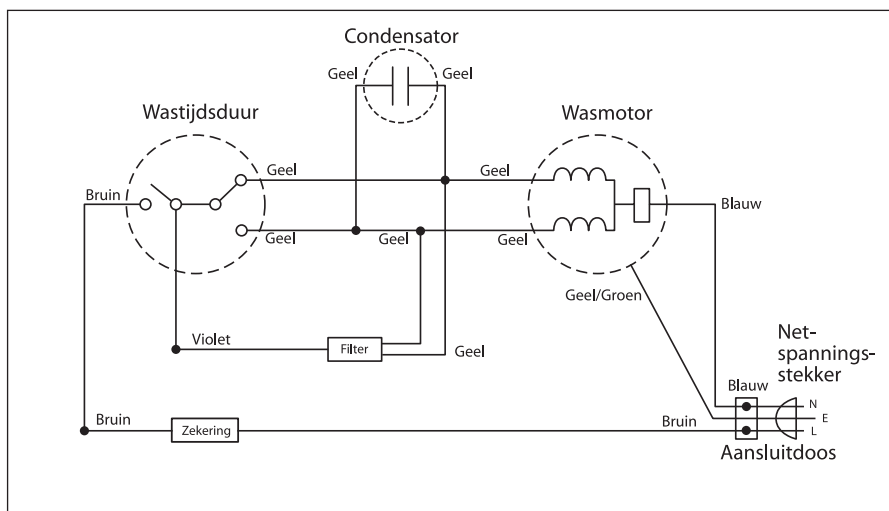 Condensator
Geel
Geel
Wastijdsduur
Wasmotor
Bruin
Geel
Geel
Blauw
Geel
Geel
Geel
Geel/Groen
Violet
Filter
Geel
Net-
spannings-
stekker
Blauw
N
E
L
Bruin
Zekering
Bruin
Aansluitdoos